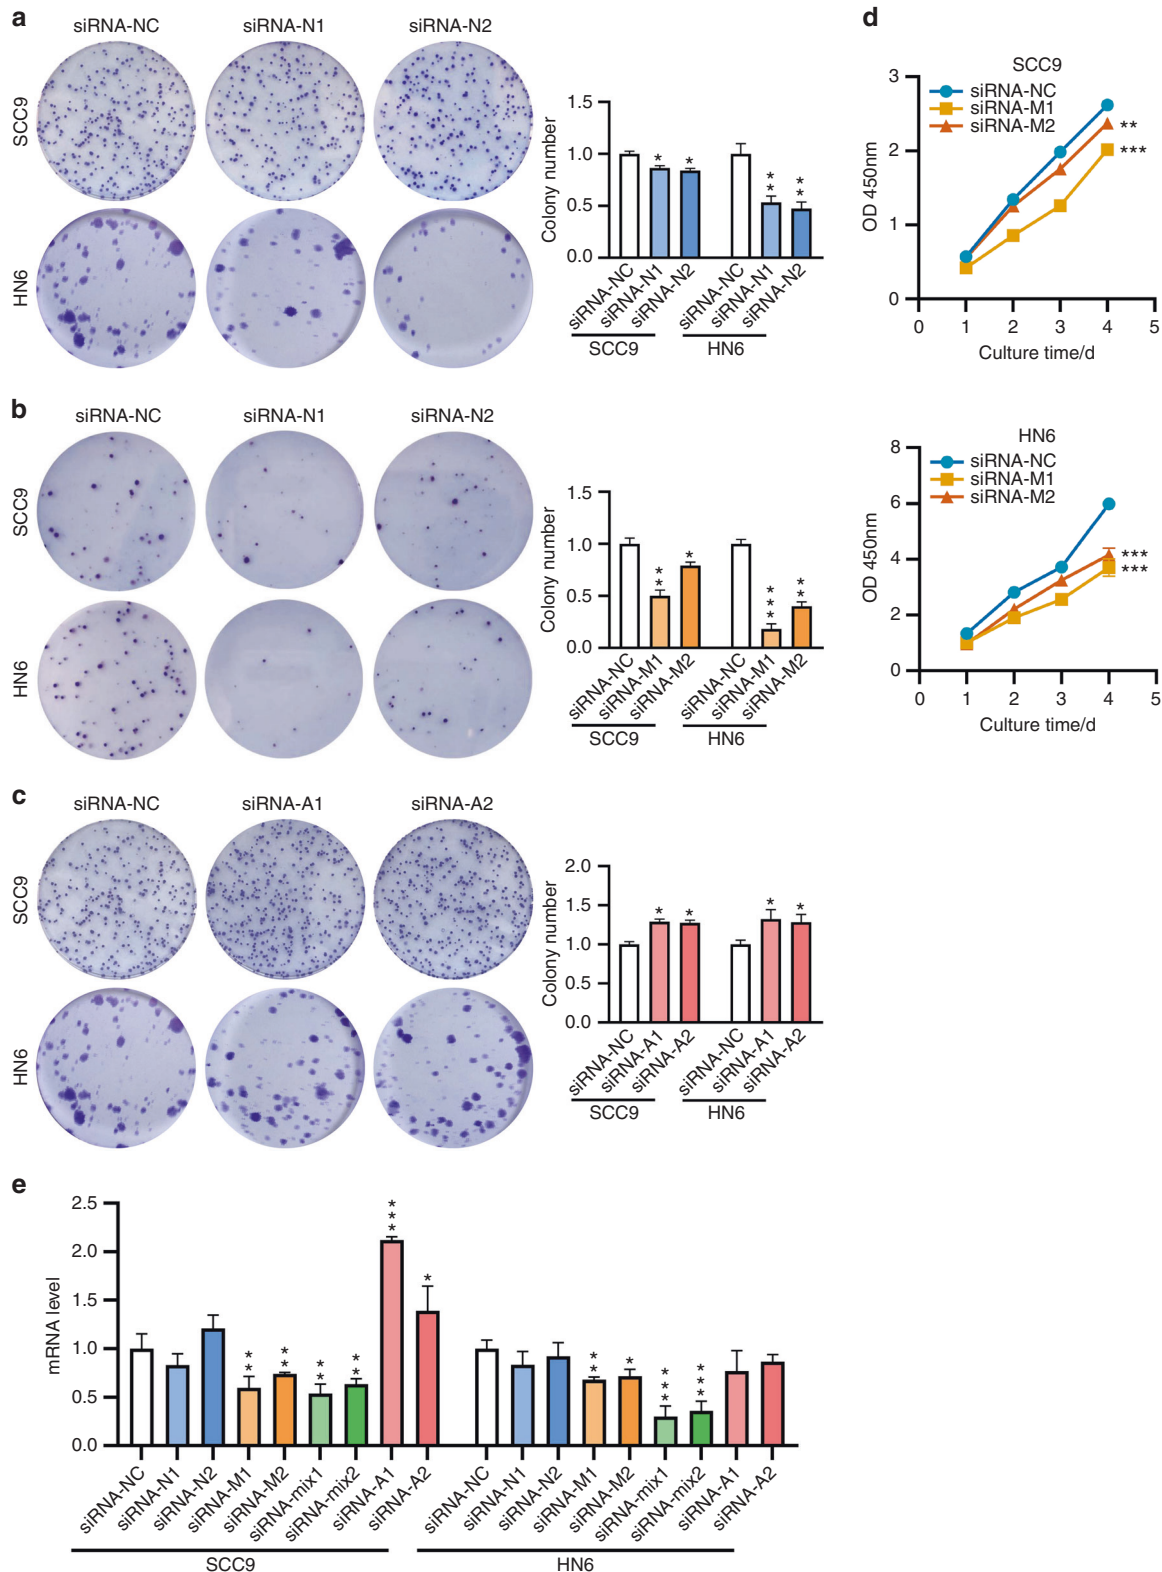 a
siRNA-NC
siRNA-N1
siRNA-N2
SCC9
HN6
1.5
1.0
0.5
0.0
Colony number
*
*
**
**
siRNA-NC
siRNA-N1
siRNA-N2
siRNA-NC
siRNA-N1
siRNA-N2
SCC9
HN6
b
siRNA-NC
siRNA-N1
siRNA-N2
SCC9
HN6
1.5
1.0
0.5
0.0
Colony number
**
*
***
**
siRNA-NC
siRNA-M1
siRNA-M2
siRNA-NC
siRNA-M1
siRNA-M2
SCC9
HN6
c
siRNA-NC
siRNA-A1
siRNA-A2
SCC9
HN6
2.0
1.5
1.0
0.5
0.0
Colony number
*
*
*
*
siRNA-NC
siRNA-A1
siRNA-A2
siRNA-NC
siRNA-A1
siRNA-A2
SCC9
HN6
d
SCC9
siRNA-NC
siRNA-M1
siRNA-M2
**
***
3
2
1
0
OD 450nm
0 1 2 3 4 5
Culture time/d
HN6
siRNA-NC
siRNA-M1
siRNA-M2
***
***
8
6
4
2
0
OD 450nm
0 1 2 3 4 5
Culture time/d
e
2.5
2.0
1.5
1.0
0.5
0.0
mRNA level
**
**
**
**
***
*
**
*
***
***
siRNA-NC
siRNA-N1
siRNA-N2
siRNA-M1
siRNA-M2
siRNA-mix1
siRNA-mix2
siRNA-A1
siRNA-A2
siRNA-NC
siRNA-N1
siRNA-N2
siRNA-M1
siRNA-M2
siRNA-mix1
siRNA-mix2
siRNA-A1
siRNA-A2
SCC9
HN6